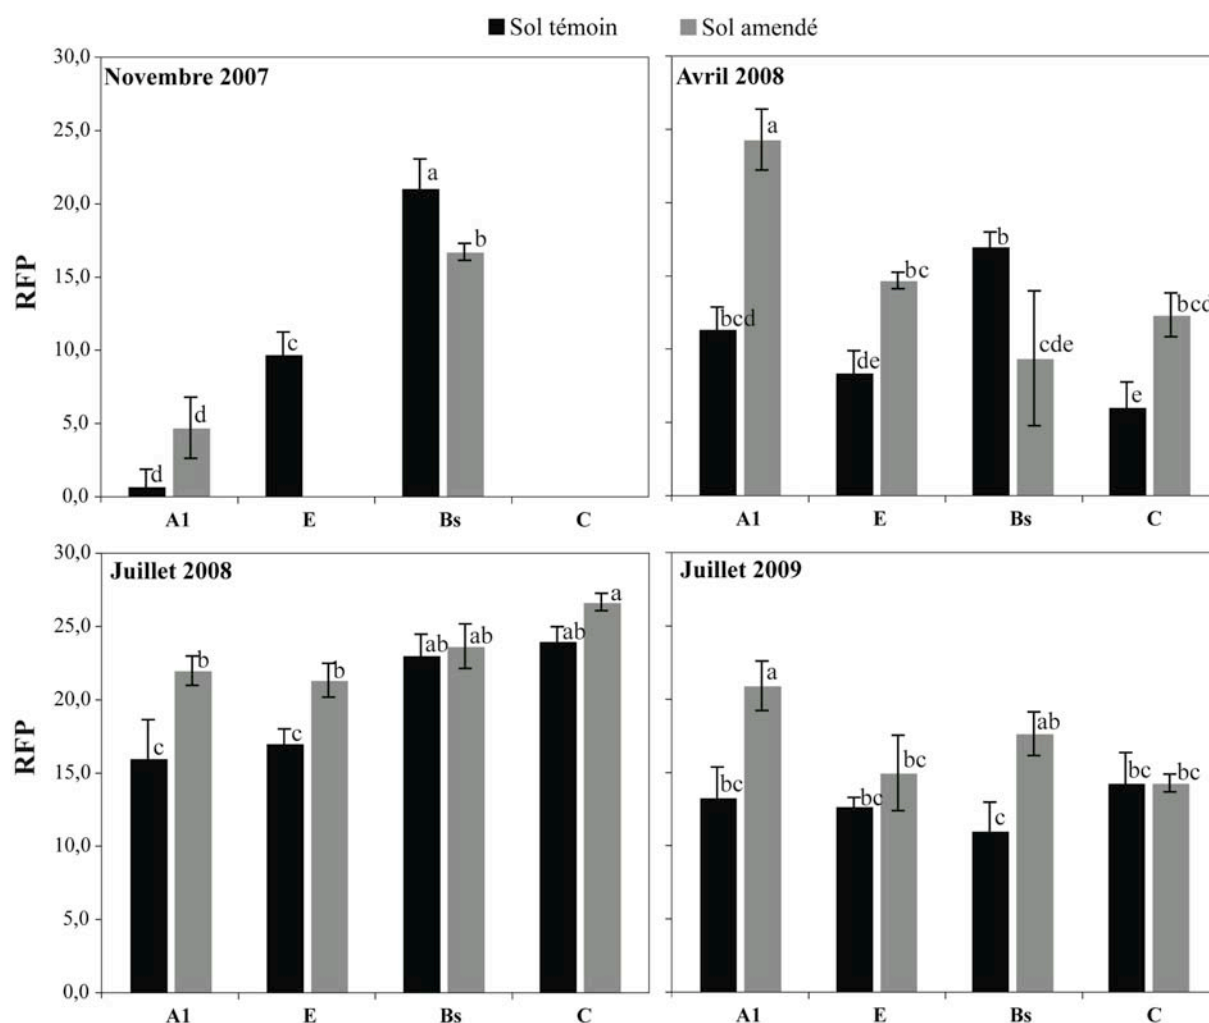 Sol témoin Sol amendé
Novembre 2007
30,0
25,0
20,0
15,0
10,0
5,0
0,0
RFP
d d c a b
A1 E Bs C
Avril 2008
bcd a de bc b cde e bcd
A1 E Bs C
Juillet 2008
30,0
25,0
20,0
15,0
10,0
5,0
0,0
RFP
c b c b ab ab ab a
A1 E Bs C
Juillet 2009
bc a bc bc c ab bc bc
A1 E Bs C